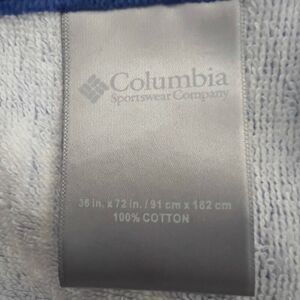 Columbia
Sportswear Company
36 in. x 72 in. / 91 cm x 182 cm
100% COTTON